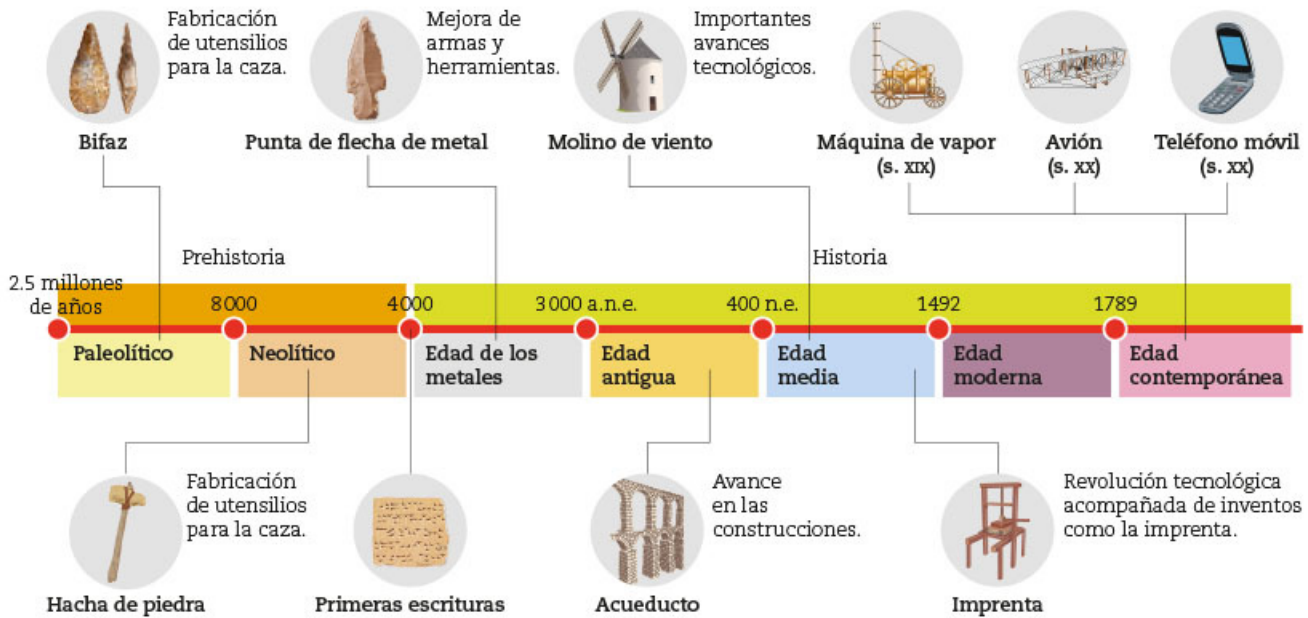 Fabricación
de utensilios
para la caza.
Bifaz
Mejora de
armas y
herramientas.
Punta de flecha de metal
Importantes
avances
tecnológicos.
Molino de viento
Máquina de vapor
(s. XIX)
Avión
(s. XX)
Teléfono móvil
(s. XX)
Prehistoria
Historia
2.5 millones
de años
8000
4000
3000 a.n.e.
400 n.e.
1492
1789
Paleolítico
Neolítico
Edad de los
metales
Edad
antigua
Edad
media
Edad
moderna
Edad
contemporánea
Fabricación
de utensilios
para la caza.
Hacha de piedra
Primeras escrituras
Avance
en las
construcciones.
Acueducto
Revolución tecnológica
acompañada de inventos
como la imprenta.
Imprenta